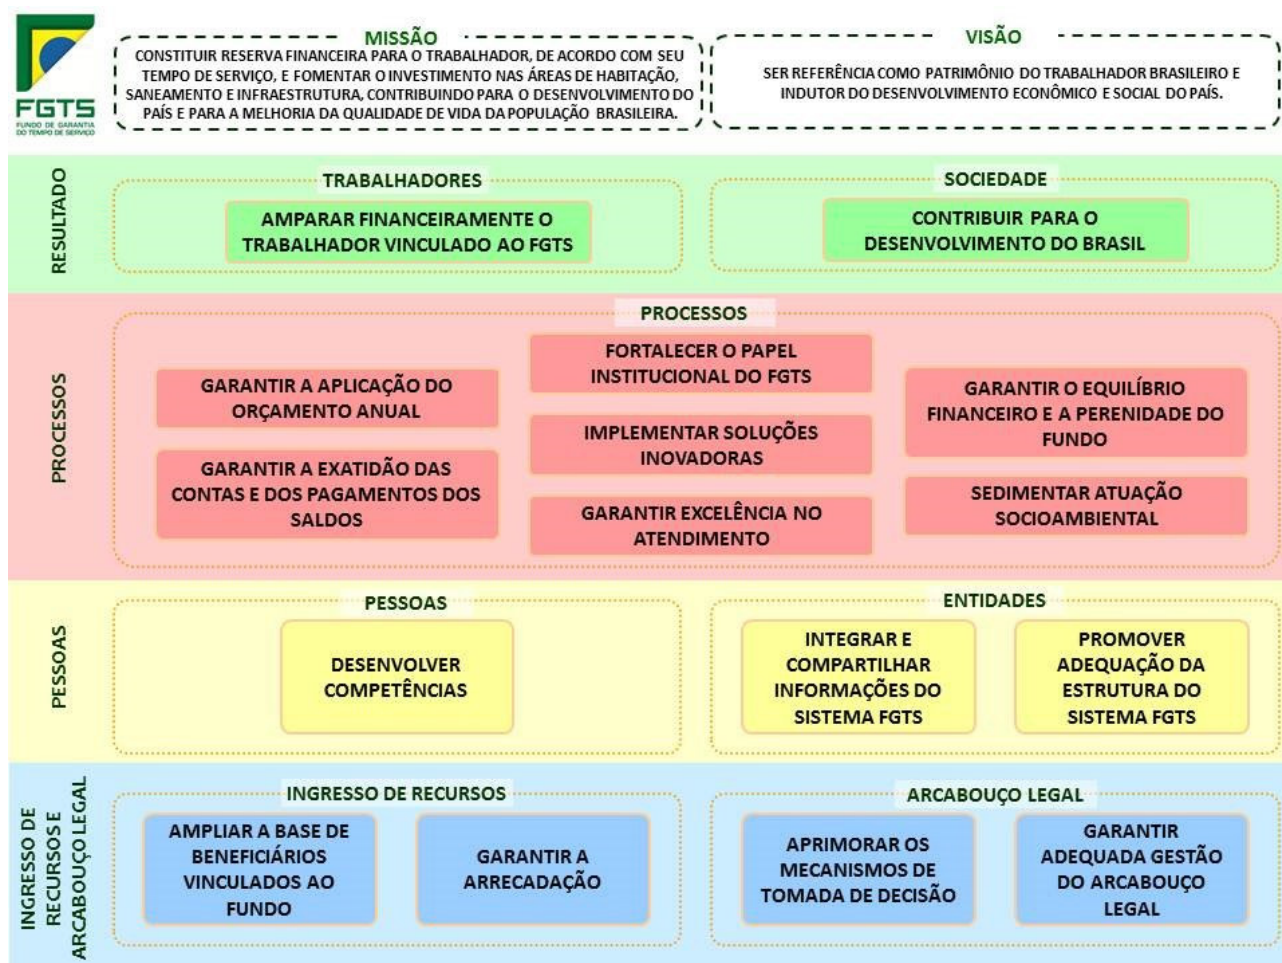 FGTS
FUNDO DE GARANTIA
DO TEMPO DE SERVIÇO
MISSÃO
CONSTITUIR RESERVA FINANCEIRA PARA O TRABALHADOR, DE ACORDO COM SEU
TEMPO DE SERVIÇO, E FOMENTAR O INVESTIMENTO NAS ÁREAS DE HABITAÇÃO,
SANEAMENTO E INFRAESTRUTURA, CONTRIBUINDO PARA O DESENVOLVIMENTO DO
PAÍS E PARA A MELHORIA DA QUALIDADE DE VIDA DA POPULAÇÃO BRASILEIRA.
VISÃO
SER REFERÊNCIA COMO PATRIMÔNIO DO TRABALHADOR BRASILEIRO E
INDUTOR DO DESENVOLVIMENTO ECONÔMICO E SOCIAL DO PAÍS.
RESULTADO
TRABALHADORES
AMPARAR FINANCEIRAMENTE O
TRABALHADOR VINCULADO AO FGTS
SOCIEDADE
CONTRIBUIR PARA O
DESENVOLVIMENTO DO BRASIL
PROCESSOS
PROCESSOS
GARANTIR A APLICAÇÃO DO
ORÇAMENTO ANUAL
GARANTIR A EXATIDÃO DAS
CONTAS E DOS PAGAMENTOS DOS
SALDOS
FORTALECER O PAPEL
INSTITUCIONAL DO FGTS
IMPLEMENTAR SOLUÇÕES
INOVADORAS
GARANTIR EXCELÊNCIA NO
ATENDIMENTO
GARANTIR O EQUILÍBRIO
FINANCEIRO E A PERENIDADE DO
FUNDO
SEDIMENTAR ATUAÇÃO
SOCIOAMBIENTAL
PESSOAS
PESSOAS
DESENVOLVER
COMPETÊNCIAS
ENTIDADES
INTEGRAR E
COMPARTILHAR
INFORMAÇÕES DO
SISTEMA FGTS
PROMOVER
ADEQUAÇÃO DA
ESTRUTURA DO
SISTEMA FGTS
INGRESSO DE
RECURSOS E
ARCABOUÇO LEGAL
INGRESSO DE RECURSOS
AMPLIAR A BASE DE
BENEFICIÁRIOS
VINCULADOS AO
FUNDO
GARANTIR A
ARRECADAÇÃO
ARCABOUÇO LEGAL
APRIMORAR OS
MECANISMOS DE
TOMADA DE DECISÃO
GARANTIR
ADEQUADA GESTÃO
DO ARCABOUÇO
LEGAL